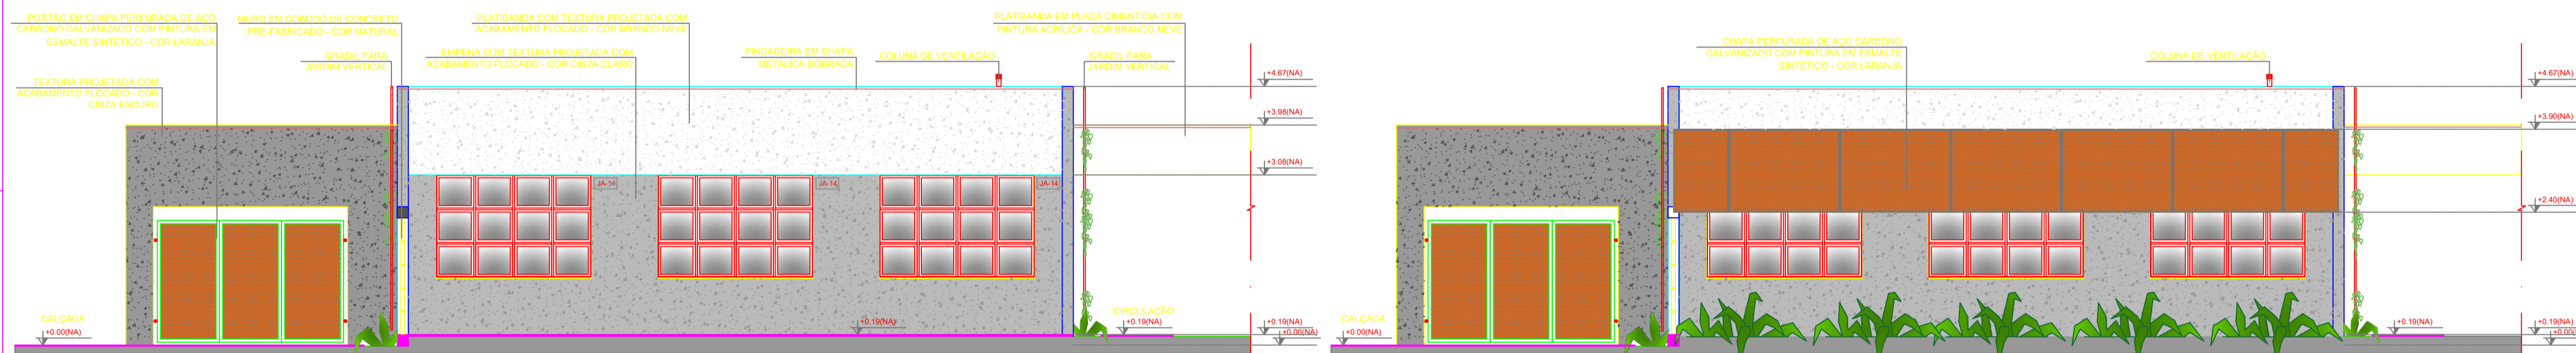 PORTÃO EM CHAPA PERFURADA DE AÇO
CARBONO GALVANIZADO COM PINTURA EM
ESMALTE SINTÉTICO - COR LARANJA
MURO EM COBOGÓ DE CONCRETO
PRÉ-FABRICADO - COR NATURAL
GRADIL PARA
JARDIM VERTICAL
TEXTURA PROJETADA COM
ACABAMENTO FLOCADO - COR
CINZA ESCURO
PLATIBANDA COM TEXTURA PROJETADA COM
ACABAMENTO FLOCADO - COR BRANCO NEVE
EMPENA COM TEXTURA PROJETADA COM
ACABAMENTO FLOCADO - COR CINZA CLARO
PINGADEIRA EM CHAPA
METÁLICA DOBRADA
COLUNA DE VENTILAÇÃO
PLATIBANDA EM PLACA CIMENTÍCIA COM
PINTURA ACRÍLICA - COR BRANCO NEVE
GRADIL PARA
JARDIM VERTICAL
+4.67(NA)
+3.98(NA)
+3.08(NA)
JA-14
JA-14
JA-14
CALÇADA
+0.00(NA)
+0.19(NA)
CIRCULAÇÃO
+0.19(NA)
+0.19(NA)
+0.00(NA)
CHAPA PERFURADA DE AÇO CARBONO
GALVANIZADO COM PINTURA EM ESMALTE
SINTÉTICO - COR LARANJA
COLUNA DE VENTILAÇÃO
+4.67(NA)
+3.90(NA)
+2.40(NA)
CALÇADA
+0.00(NA)
+0.19(NA)
+0.19(NA)